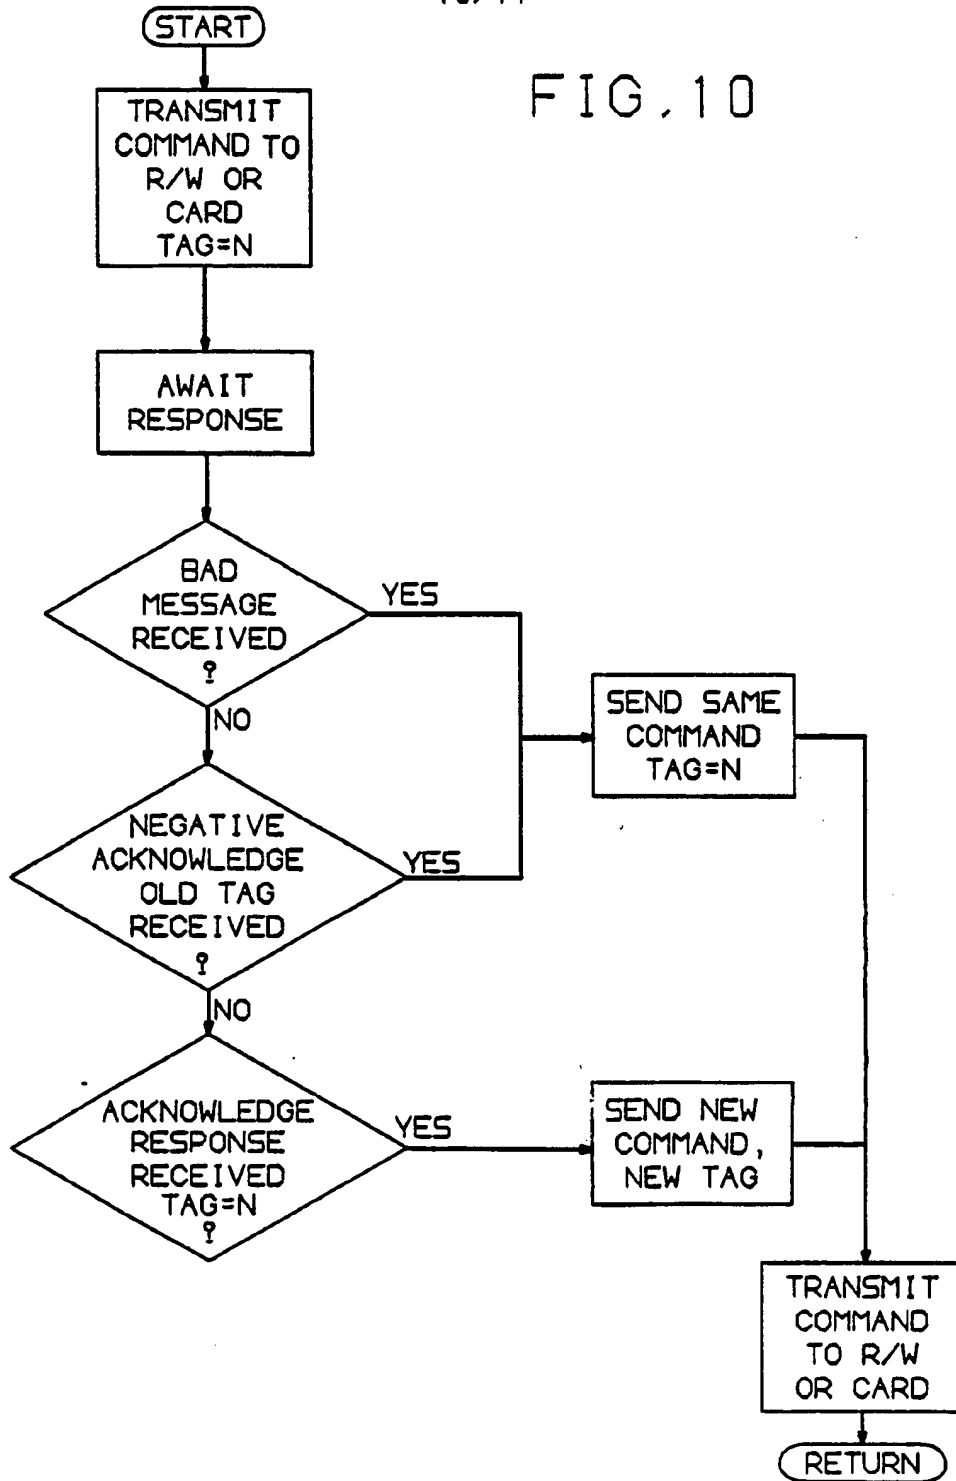 START
FIG. 10
TRANSMIT
COMMAND TO
R/W OR
CARD
TAG=N
AWAIT
RESPONSE
BAD
MESSAGE
RECEIVED
?
YES
NO
SEND SAME
COMMAND
TAG=N
NEGATIVE
ACKNOWLEDGE
OLD TAG
RECEIVED
?
YES
NO
ACKNOWLEDGE
RESPONSE
RECEIVED
TAG=N
?
YES
SEND NEW
COMMAND,
NEW TAG
TRANSMIT
COMMAND
TO R/W
OR CARD
RETURN